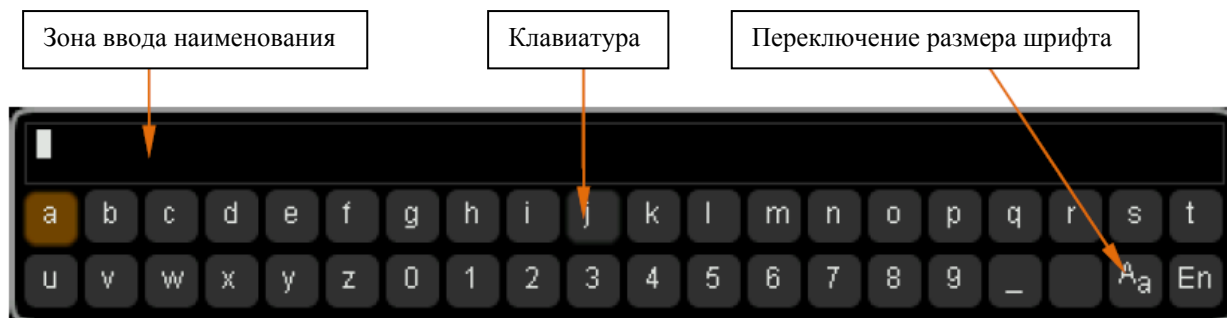 Зона ввода наименования
Клавиатура
Переключение размера шрифта
a b c d e f g h i j k l m n o p q r s t
u v w x y z 0 1 2 3 4 5 6 7 8 9 _ Aa En